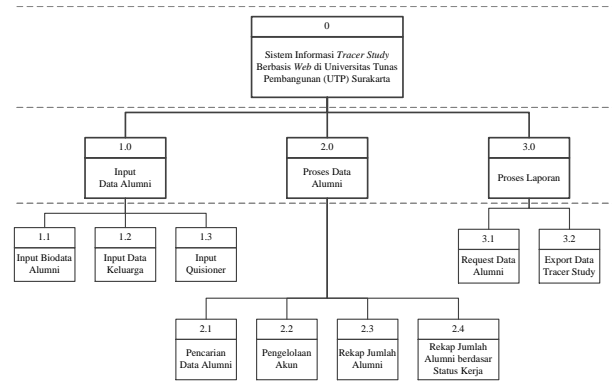 0
Sistem Informasi Tracer Study
Berbasis Web di Universitas Tunas
Pembangunan (UTP) Surakarta
1.0
Input
Data Alumni
2.0
Proses Data
Alumni
3.0
Proses Laporan
1.1
Input Biodata
Alumni
1.2
Input Data
Keluarga
1.3
Input
Quisioner
3.1
Request Data
Alumni
3.2
Export Data
Tracer Study
2.1
Pencarian
Data Alumni
2.2
Pengelolaan
Akun
2.3
Rekap Jumlah
Alumni
2.4
Rekap Jumlah
Alumni berdasar
Status Kerja